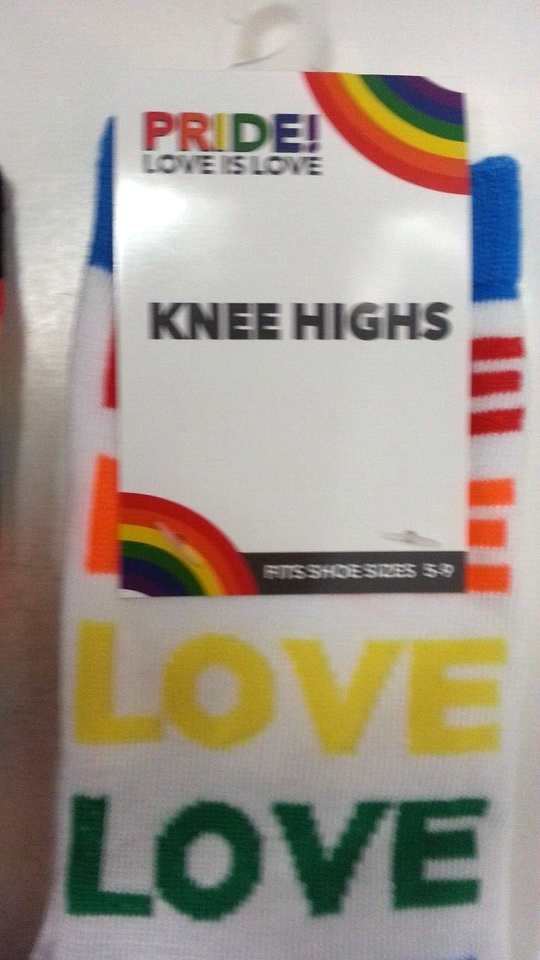 PRIDE!
LOVE IS LOVE
KNEE HIGHS
FITS SHOE SIZES 5-9
LOVE
LOVE